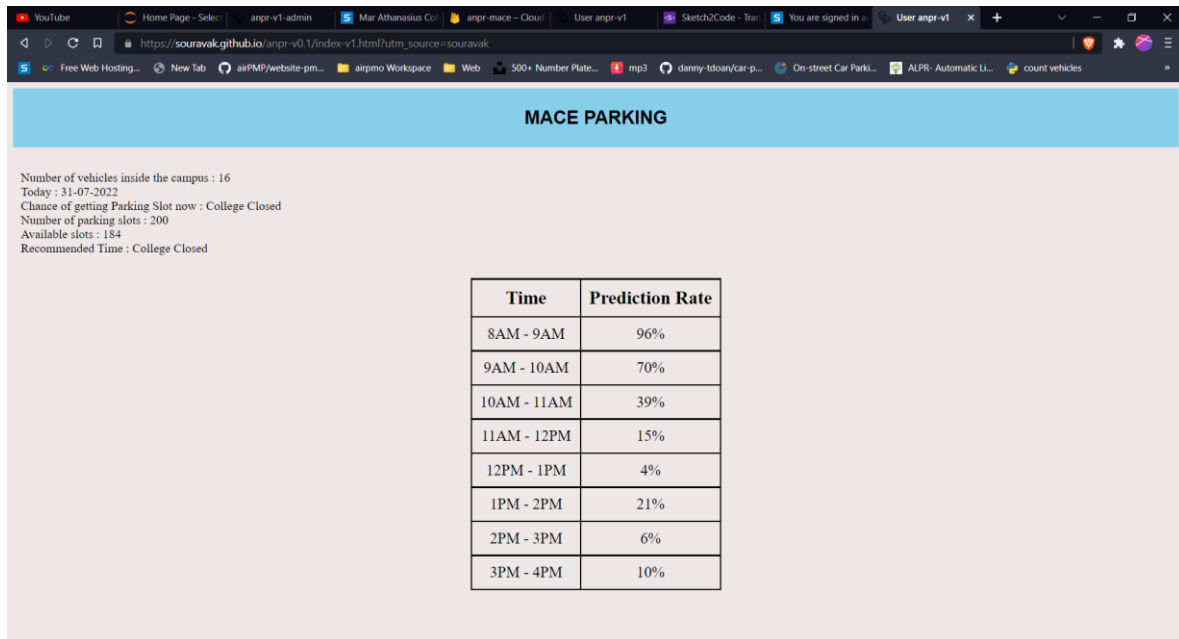 YouTube Home Page - Select anpr-v1-admin Mar Athanasius Col anpr-mace – Cloud User anpr-v1 Sketch2Code - Tran You are signed in a User anpr-v1
https://souravak.github.io/anpr-v0.1/index-v1.html?utm_source=souravak
Free Web Hosting... New Tab airPMP/website-pm... airpmo Workspace Web 500+ Number Plate... mp3 danny-tdoan/car-p... On-street Car Parki... ALPR- Automatic Li... count vehicles
MACE PARKING
Number of vehicles inside the campus : 16
Today : 31-07-2022
Chance of getting Parking Slot now : College Closed
Number of parking slots : 200
Available slots : 184
Recommended Time : College Closed
Time Prediction Rate
8AM - 9AM 96%
9AM - 10AM 70%
10AM - 11AM 39%
11AM - 12PM 15%
12PM - 1PM 4%
1PM - 2PM 21%
2PM - 3PM 6%
3PM - 4PM 10%